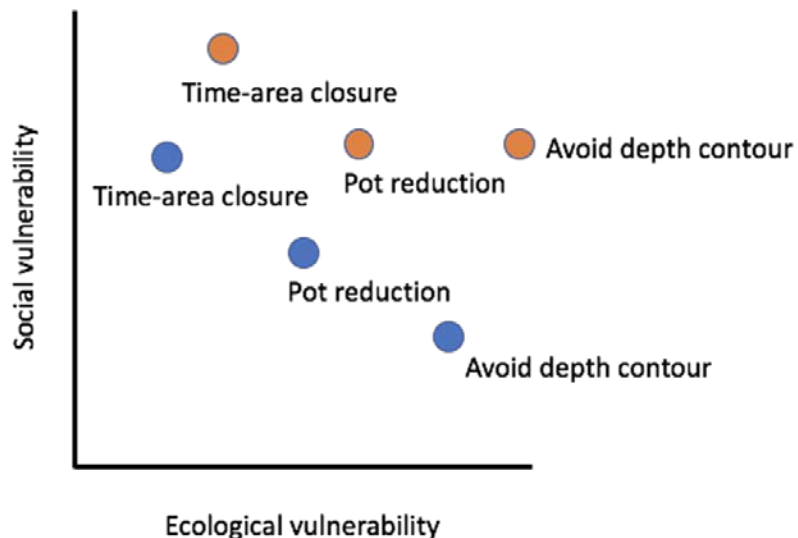 Time-area closure
Avoid depth contour
Pot reduction
Time-area closure
Pot reduction
Avoid depth contour
Social vulnerability
Ecological vulnerability